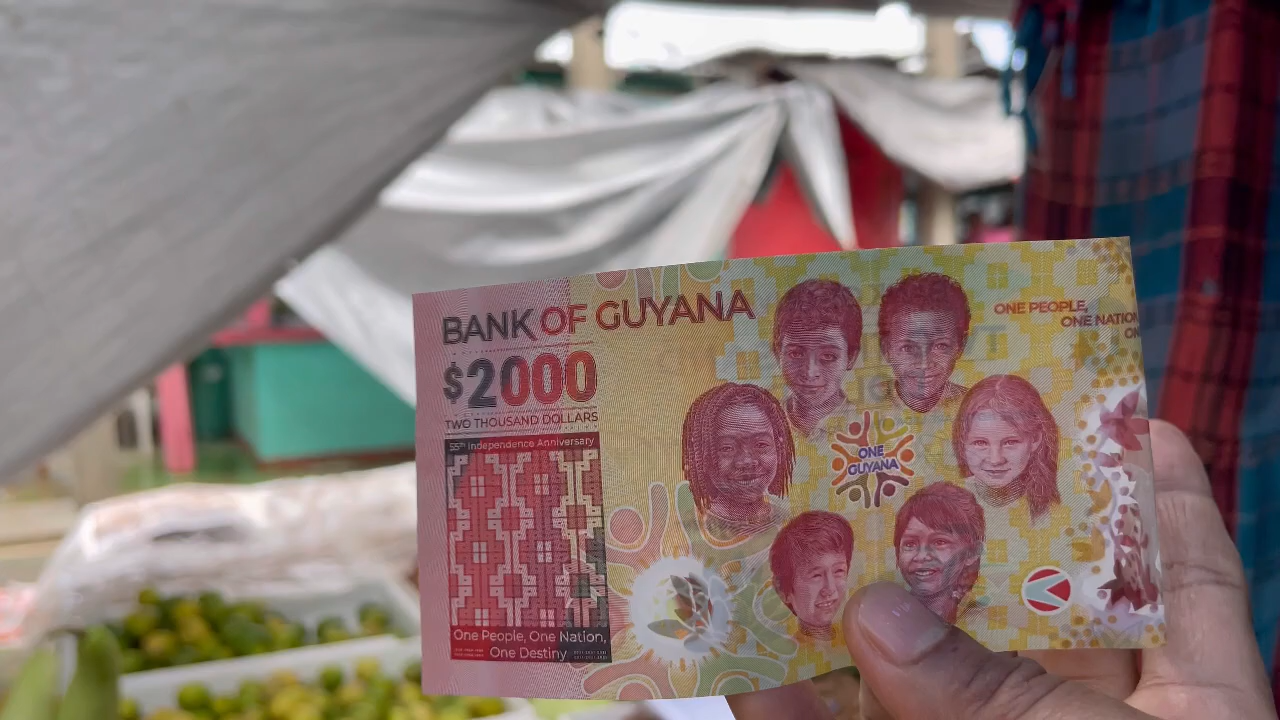 BANK OF GUYANA
$2000
TWO THOUSAND DOLLARS
55th Independence Anniversary
One People, One Nation,
One Destiny
ONE
GUYANA
ONE PEOPLE,
ONE NATION